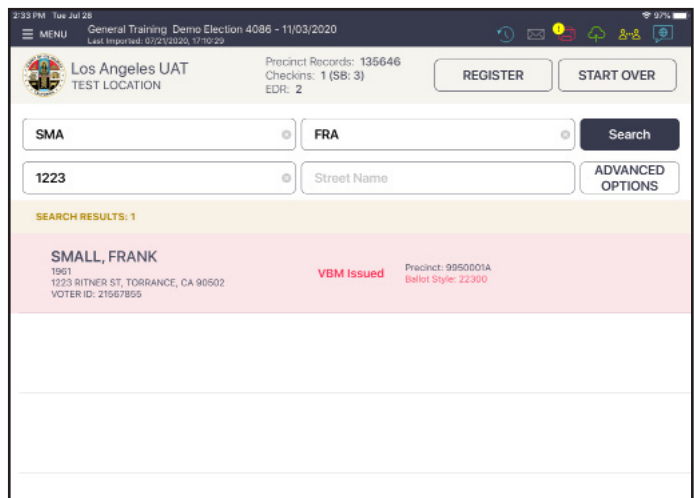 2:33 PM Tue Jul 28
97%
MENU
General Training Demo Election 4086 - 11/03/2020
Last Imported: 07/21/2020, 17:10:29
Los Angeles UAT
TEST LOCATION
Precinct Records: 135646
Checkins: 1 (SB: 3)
EDR: 2
REGISTER
START OVER
SMA
FRA
Search
1223
Street Name
ADVANCED
OPTIONS
SEARCH RESULTS: 1
SMALL, FRANK
1961
1223 RITNER ST, TORRANCE, CA 90502
VOTER ID: 21567855
VBM Issued
Precinct: 9950001A
Ballot Style: 22300